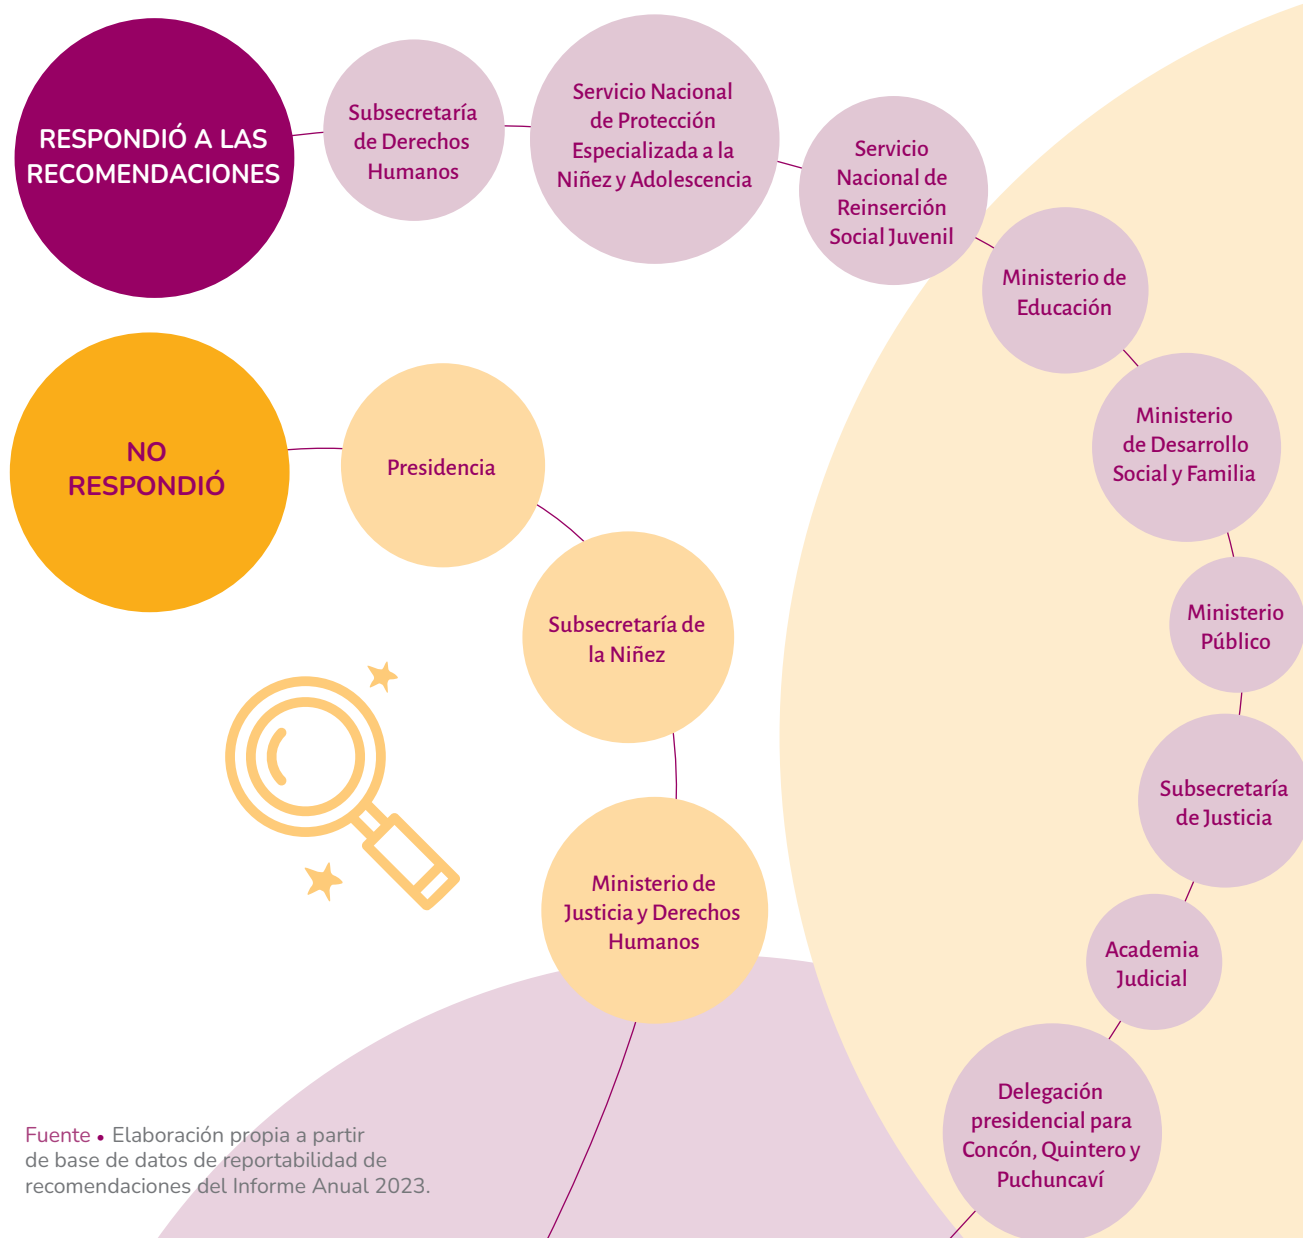 RESPONDIÓ A LAS
RECOMENDACIONES
Subsecretaría
de Derechos
Humanos
Servicio Nacional
de Protección
Especializada a la
Niñez y Adolescencia
Servicio
Nacional de
Reinserción
Social Juvenil
Ministerio de
Educación
Ministerio
de Desarrollo
Social y Familia
Ministerio
Público
Subsecretaría
de Justicia
Academia
Judicial
Delegación
presidencial para
Concón, Quintero y
Puchuncaví
NO
RESPONDIÓ
Presidencia
Subsecretaría de
la Niñez
Ministerio de
Justicia y Derechos
Humanos
Fuente • Elaboración propia a partir
de base de datos de reportabilidad de
recomendaciones del Informe Anual 2023.